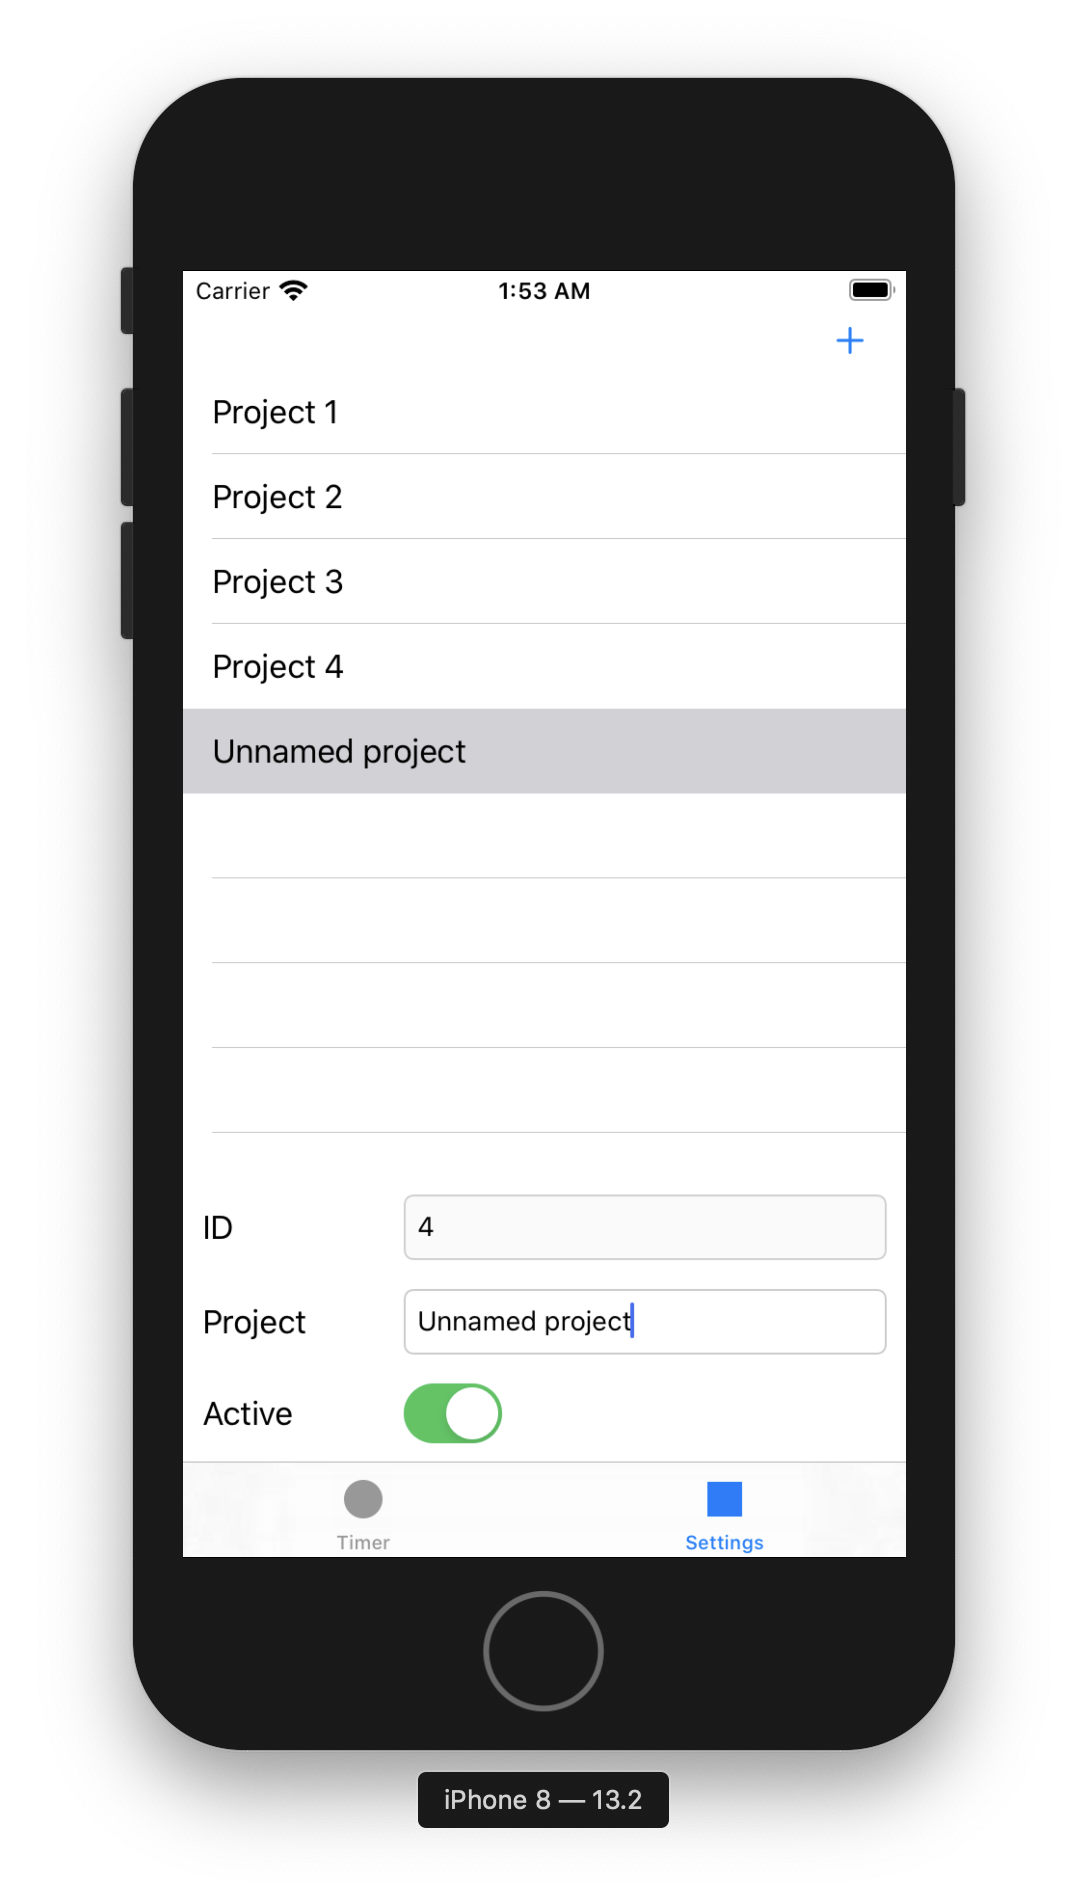 Carrier 1:53 AM
Project 1
Project 2
Project 3
Project 4
Unnamed project
ID 4
Project Unnamed project
Active
Timer Settings
iPhone 8 — 13.2